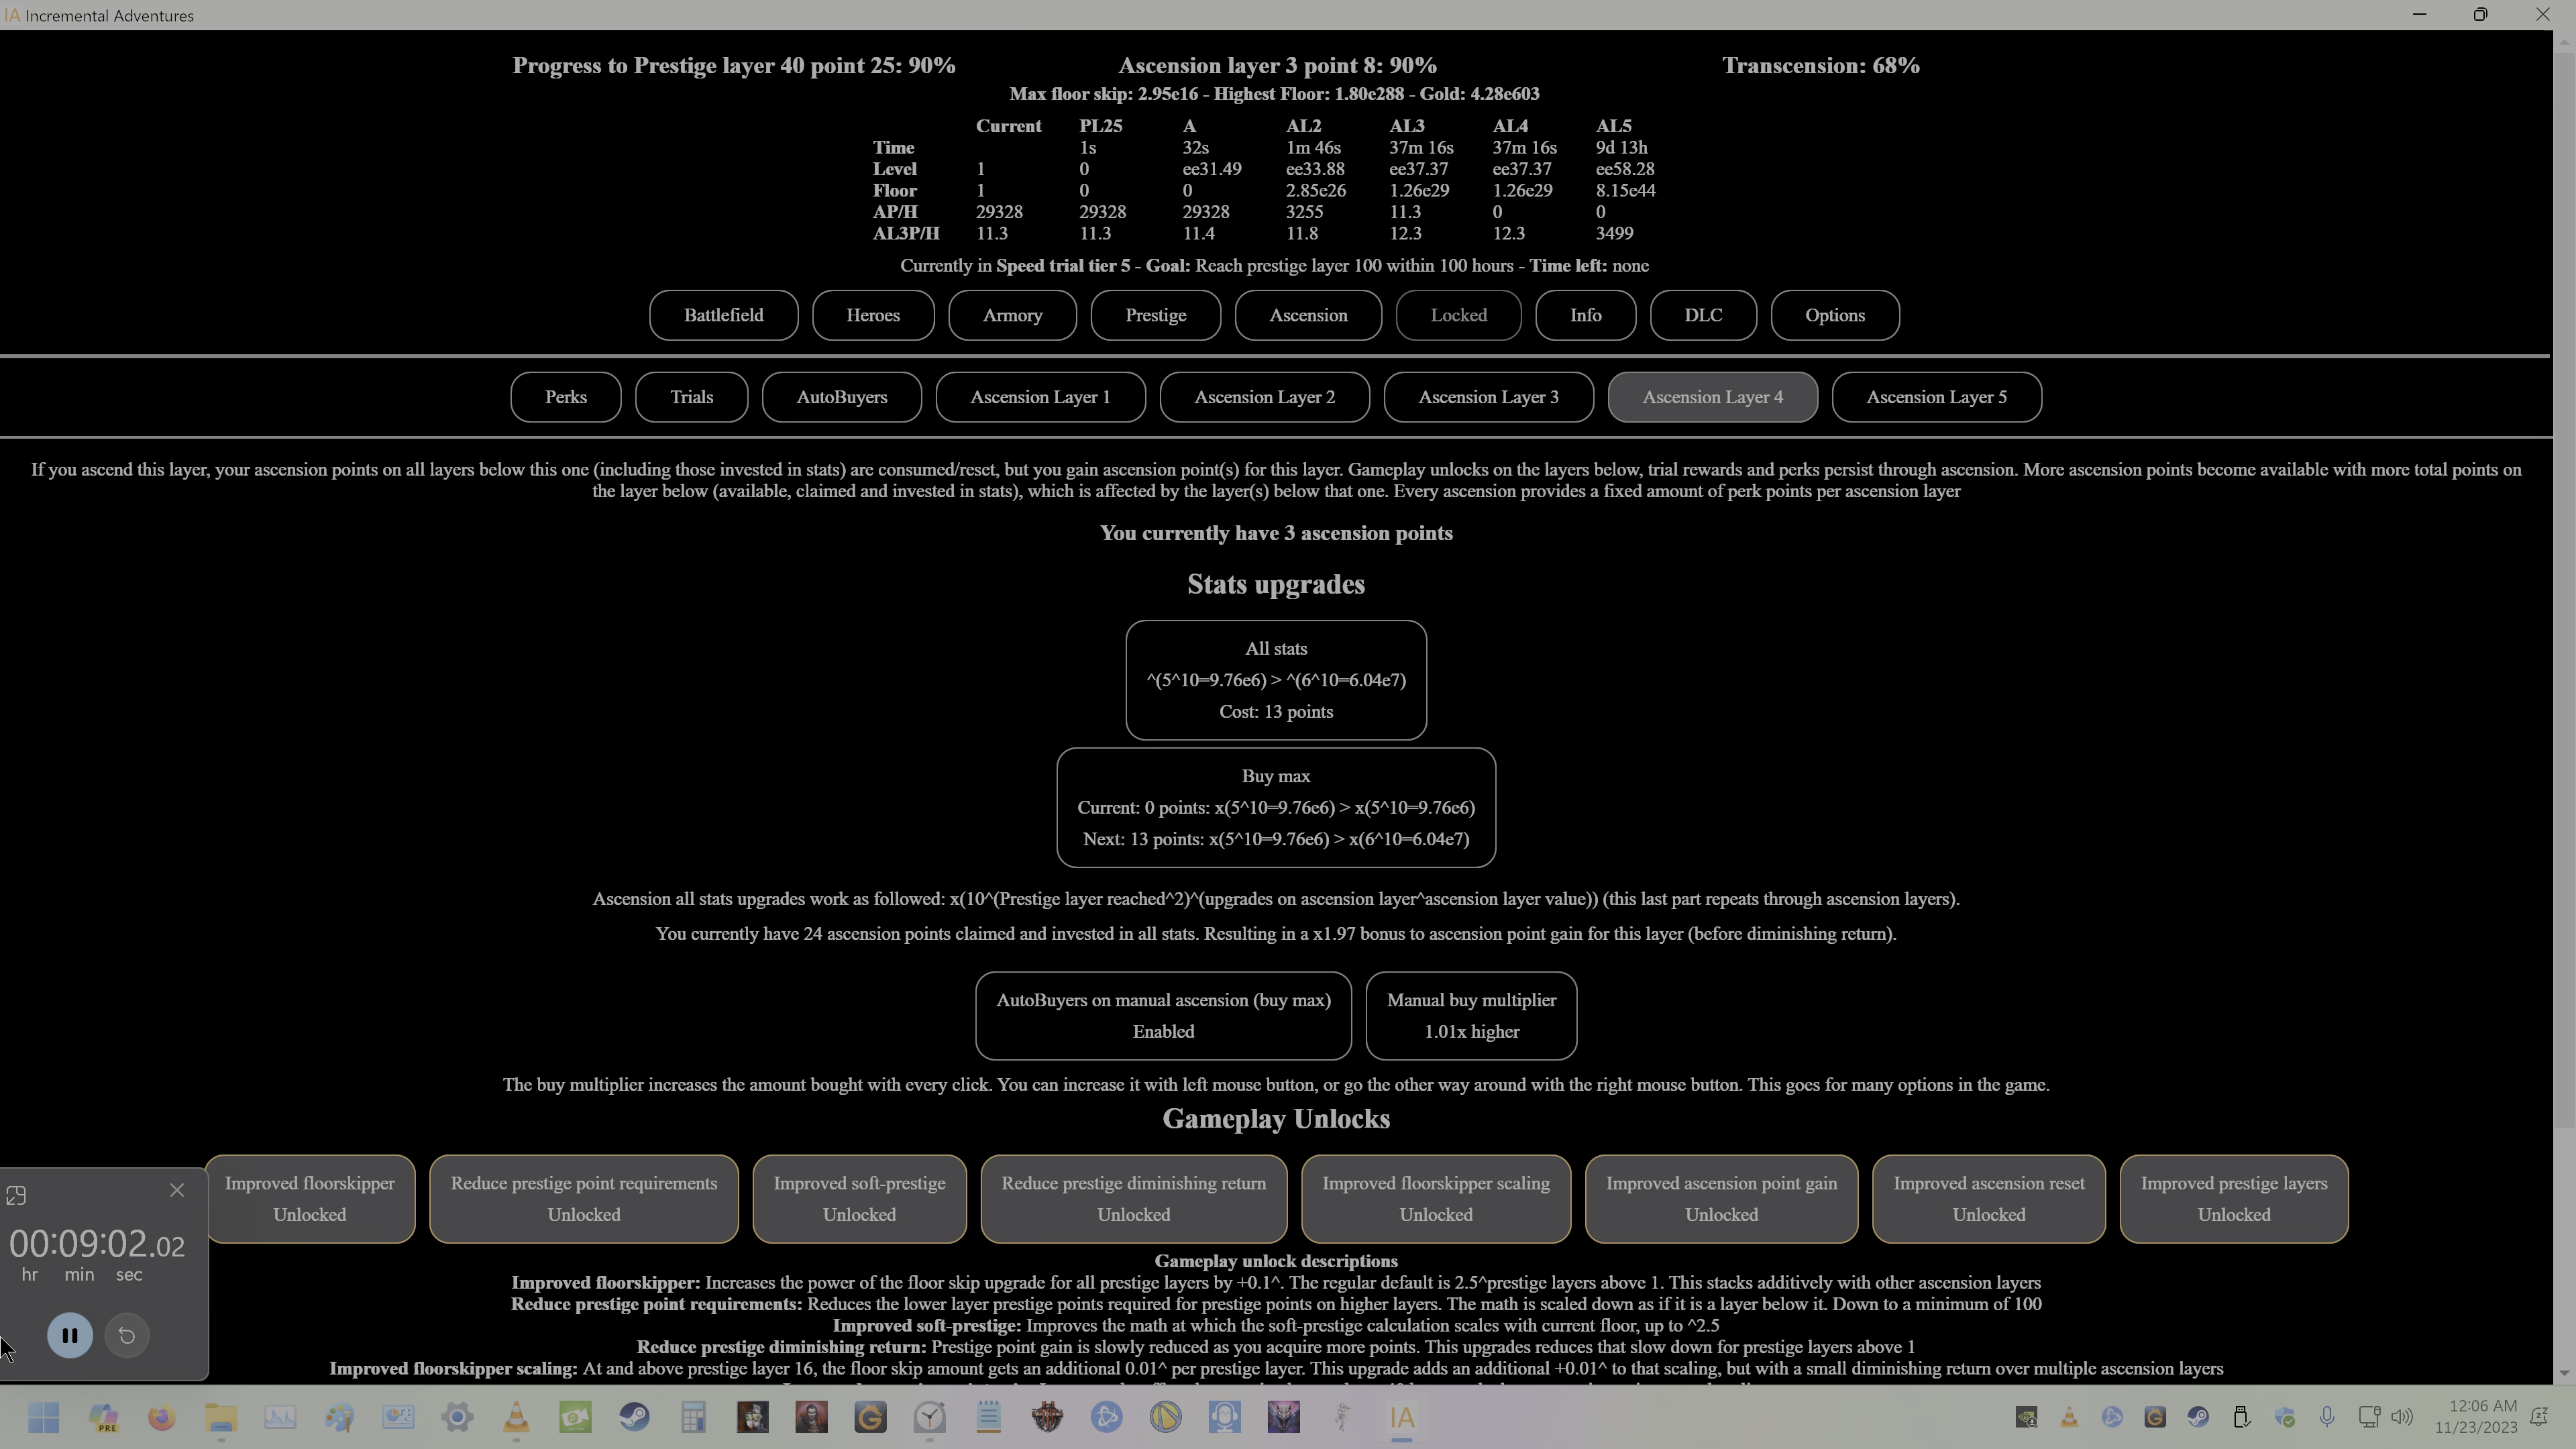 IA Incremental Adventures
Progress to Prestige layer 40 point 25: 90% Ascension layer 3 point 8: 90% Transcension: 68%
Max floor skip: 2.95e16 - Highest Floor: 1.80e288 - Gold: 4.28e603
Current PL25 A AL2 AL3 AL4 AL5
Time 1s 32s 1m 46s 37m 16s 37m 16s 9d 13h
Level 1 0 ee31.49 ee33.88 ee37.37 ee37.37 ee58.28
Floor 1 0 0 2.85e26 1.26e29 1.26e29 8.15e44
AP/H 29328 29328 29328 3255 11.3 0 0
AL3P/H 11.3 11.3 11.4 11.8 12.3 12.3 3499
Currently in Speed trial tier 5 - Goal: Reach prestige layer 100 within 100 hours - Time left: none
Battlefield Heroes Armory Prestige Ascension Locked Info DLC Options
Perks Trials AutoBuyers Ascension Layer 1 Ascension Layer 2 Ascension Layer 3 Ascension Layer 4 Ascension Layer 5
If you ascend this layer, your ascension points on all layers below this one (including those invested in stats) are consumed/reset, but you gain ascension point(s) for this layer. Gameplay unlocks on the layers below, trial rewards and perks persist through ascension. More ascension points become available with more total points on
the layer below (available, claimed and invested in stats), which is affected by the layer(s) below that one. Every ascension provides a fixed amount of perk points per ascension layer
You currently have 3 ascension points
Stats upgrades
All stats
^(5^10=9.76e6) > ^(6^10=6.04e7)
Cost: 13 points
Buy max
Current: 0 points: x(5^10=9.76e6) > x(5^10=9.76e6)
Next: 13 points: x(5^10=9.76e6) > x(6^10=6.04e7)
Ascension all stats upgrades work as followed: x(10^(Prestige layer reached^2)^(upgrades on ascension layer^ascension layer value)) (this last part repeats through ascension layers).
You currently have 24 ascension points claimed and invested in all stats. Resulting in a x1.97 bonus to ascension point gain for this layer (before diminishing return).
AutoBuyers on manual ascension (buy max) Manual buy multiplier
Enabled 1.01x higher
The buy multiplier increases the amount bought with every click. You can increase it with left mouse button, or go the other way around with the right mouse button. This goes for many options in the game.
Gameplay Unlocks
Improved floorskipper Reduce prestige point requirements Improved soft-prestige Reduce prestige diminishing return Improved floorskipper scaling Improved ascension point gain Improved ascension reset Improved prestige layers
Unlocked Unlocked Unlocked Unlocked Unlocked Unlocked Unlocked Unlocked
00:09:02.02
hr min sec
Gameplay unlock descriptions
Improved floorskipper: Increases the power of the floor skip upgrade for all prestige layers by +0.1^. The regular default is 2.5^prestige layers above 1. This stacks additively with other ascension layers
Reduce prestige point requirements: Reduces the lower layer prestige points required for prestige points on higher layers. The math is scaled down as if it is a layer below it. Down to a minimum of 100
Improved soft-prestige: Improves the math at which the soft-prestige calculation scales with current floor, up to ^2.5
Reduce prestige diminishing return: Prestige point gain is slowly reduced as you acquire more points. This upgrades reduces that slow down for prestige layers above 1
Improved floorskipper scaling: At and above prestige layer 16, the floor skip amount gets an additional 0.01^ per prestige layer. This upgrade adds an additional +0.01^ to that scaling, but with a small diminishing return over multiple ascension layers
PRE IA
12:06 AM
11/23/2023